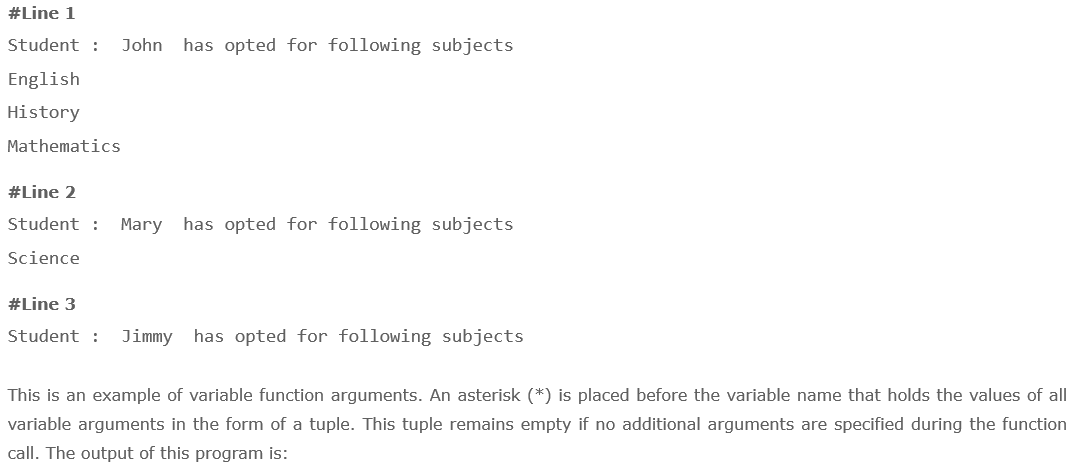 #Line 1
Student :  John  has opted for following subjects
English
History
Mathematics
#Line 2
Student :  Mary  has opted for following subjects
Science
#Line 3
Student :  Jimmy  has opted for following subjects
This is an example of variable function arguments. An asterisk (*) is placed before the variable name that holds the values of all
variable arguments in the form of a tuple. This tuple remains empty if no additional arguments are specified during the function
call. The output of this program is: